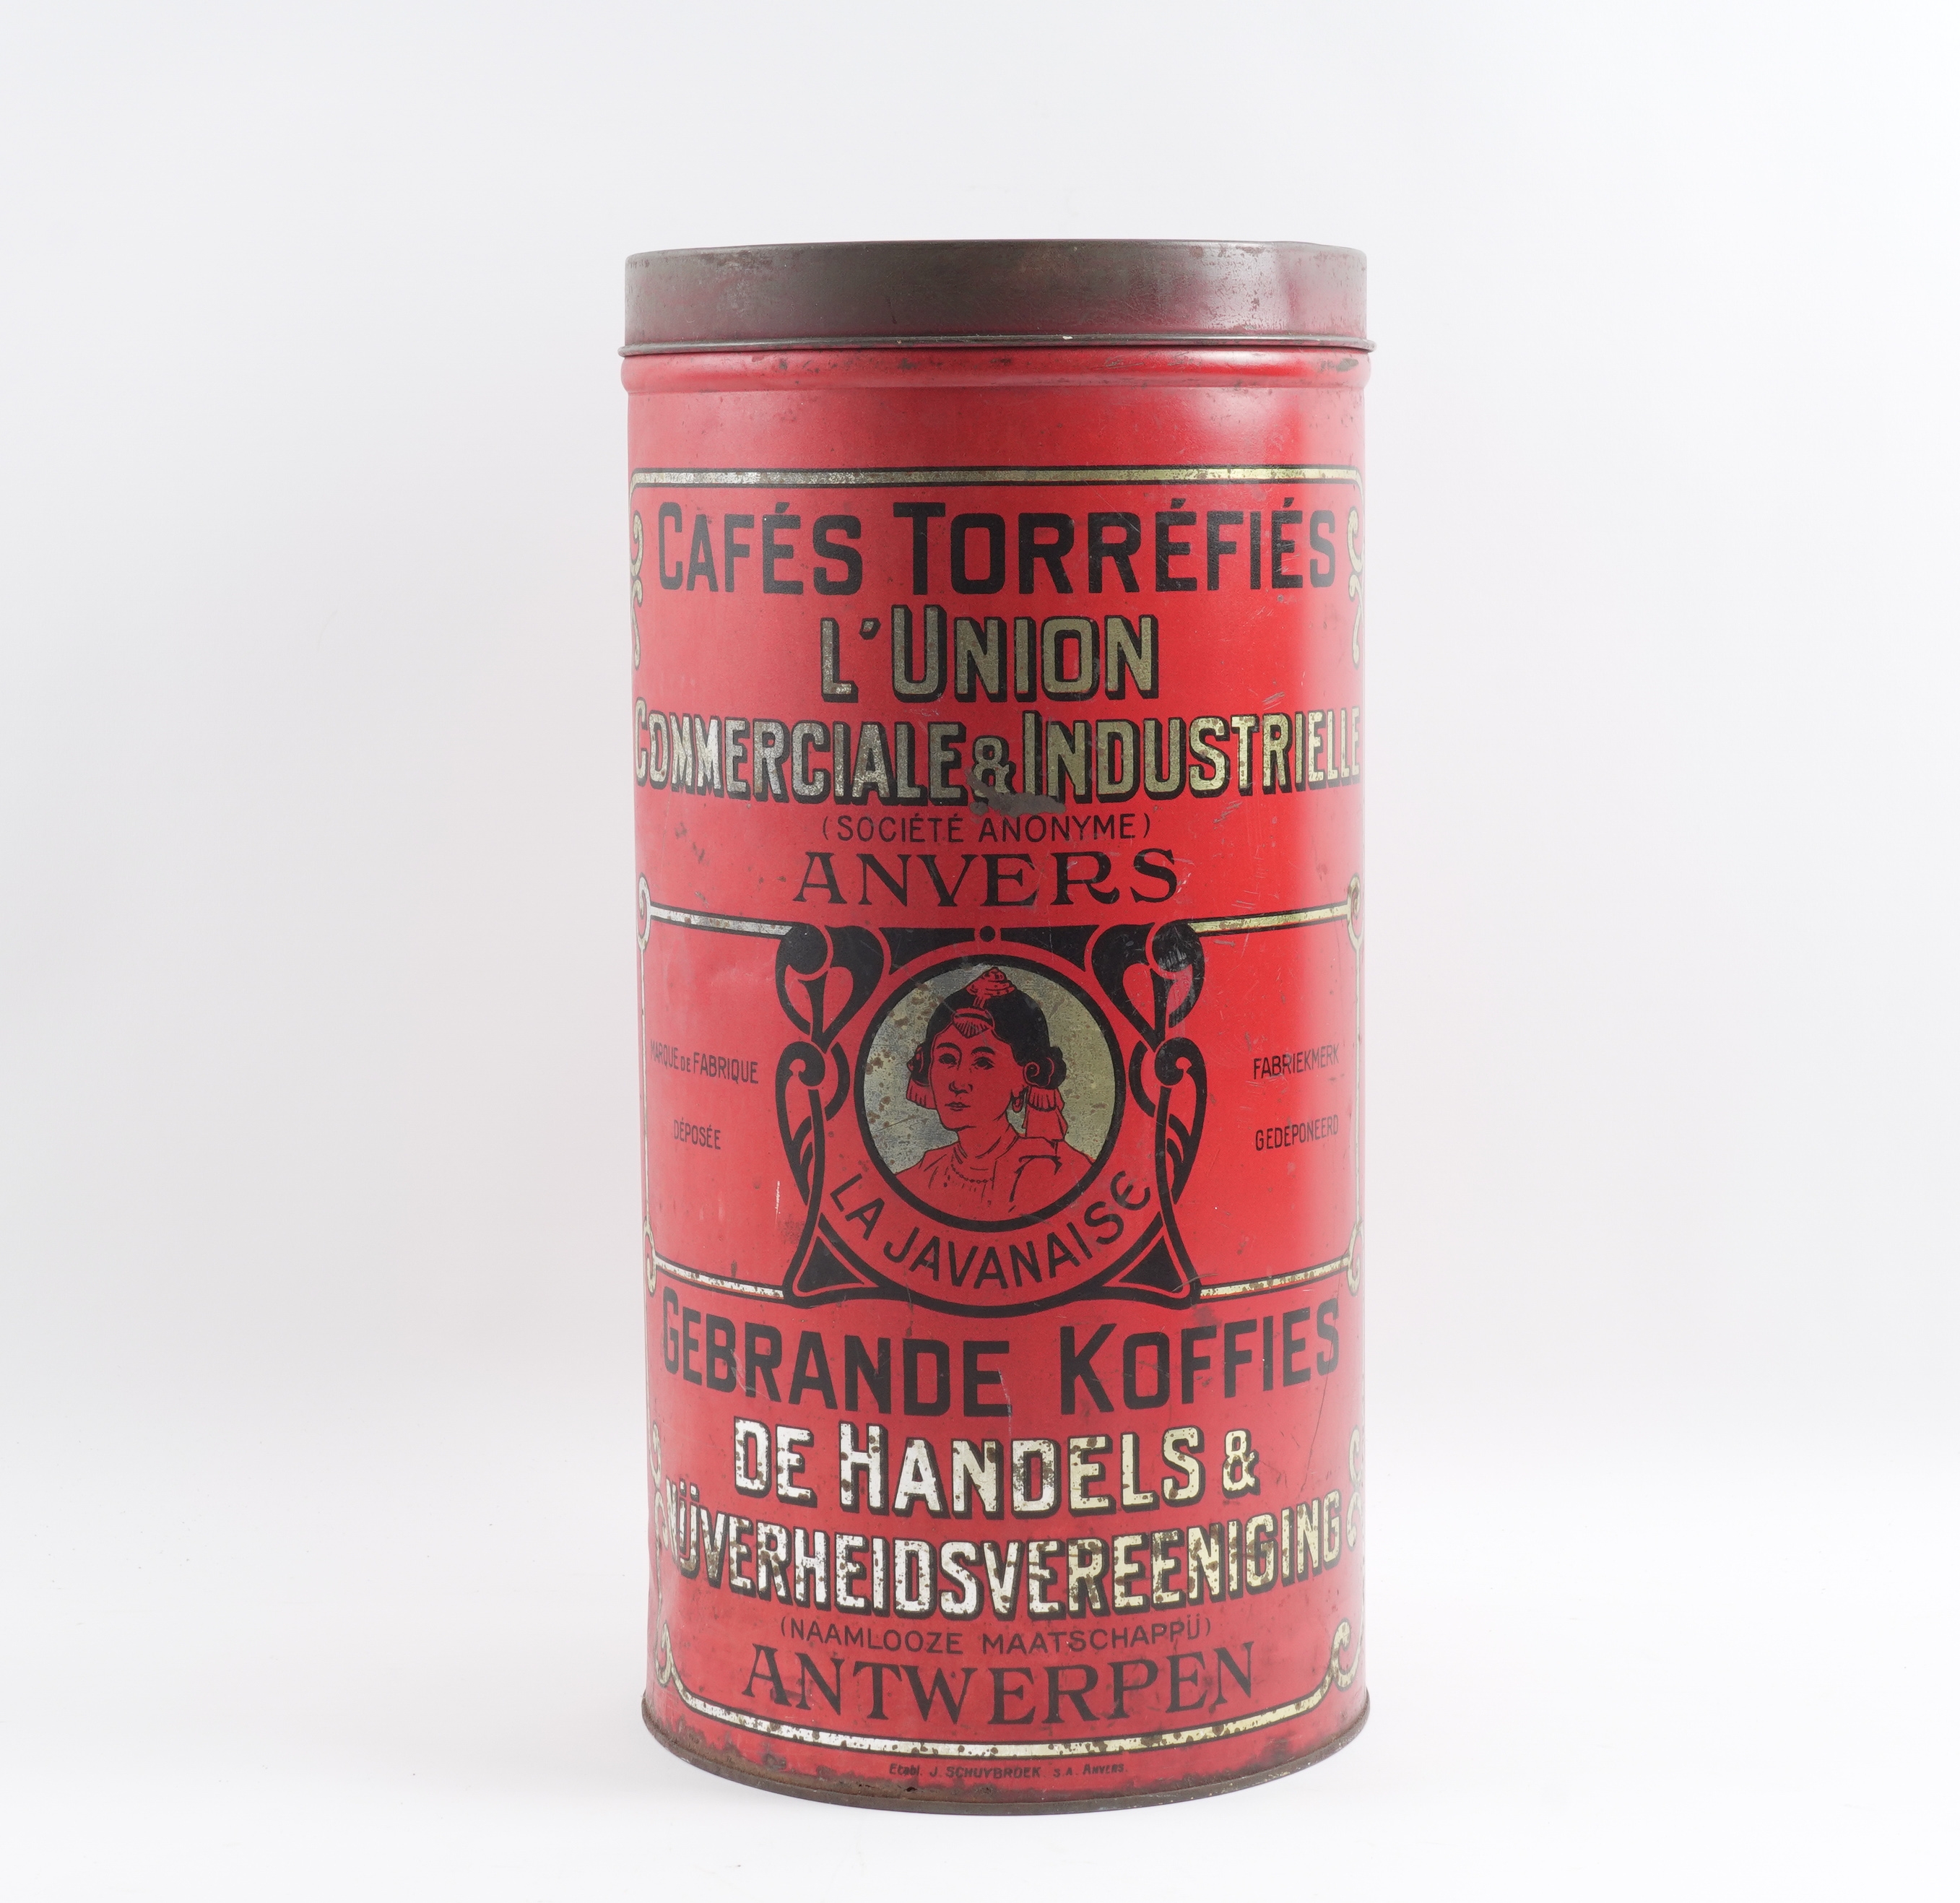 CAFÉS TORRÉFIÉS
L'UNION
COMMERCIALE & INDUSTRIELLE
(SOCIÉTÉ ANONYME)
ANVERS
MARQUE DE FABRIQUE
DÉPOSÉE
LA JAVANAISE
FABRIEKMERK
GEDEPONEERD
GEBRANDE KOFFIES
DE HANDELS &
NIJVERHEIDSVEREENIGING
(NAAMLOOZE MAATSCHAPPIJ)
ANTWERPEN
Etabl. J. SCHUYBROEK S.A. ANVERS.